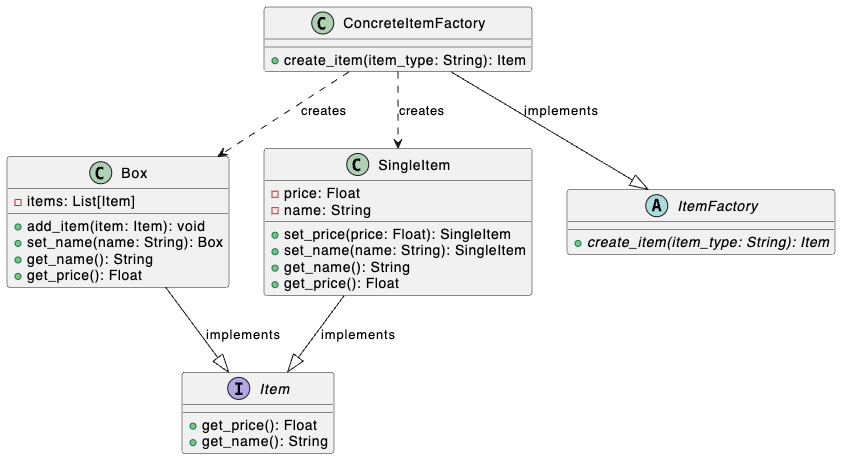 C ConcreteItemFactory
create_item(item_type: String): Item
creates
creates
implements
C Box
items: List[Item]
add_item(item: Item): void
set_name(name: String): Box
get_name(): String
get_price(): Float
C SingleItem
price: Float
name: String
set_price(price: Float): SingleItem
set_name(name: String): SingleItem
get_name(): String
get_price(): Float
A ItemFactory
create_item(item_type: String): Item
implements
implements
I Item
get_price(): Float
get_name(): String